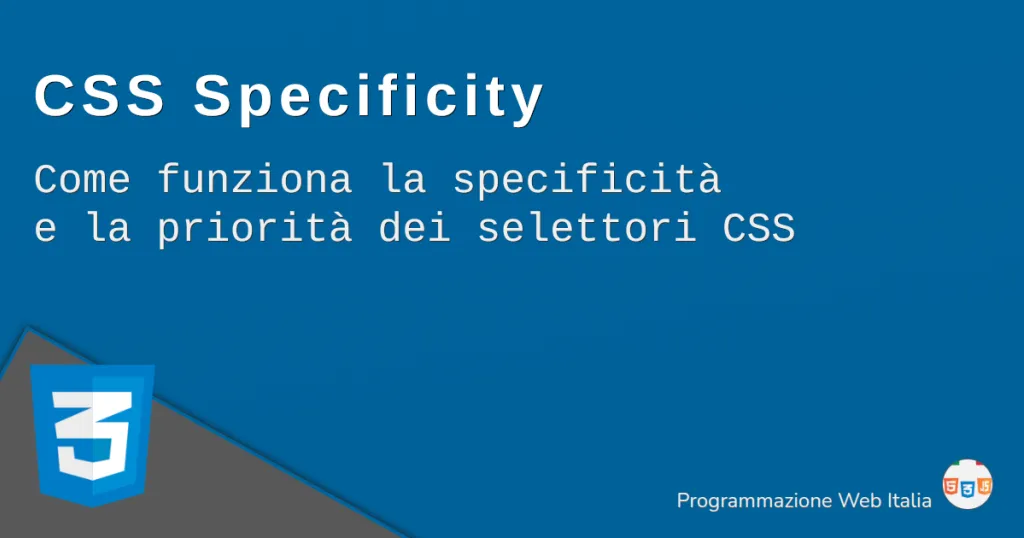 CSS Specificity
Come funziona la specificità
e la priorità dei selettori CSS
Programmazione Web Italia